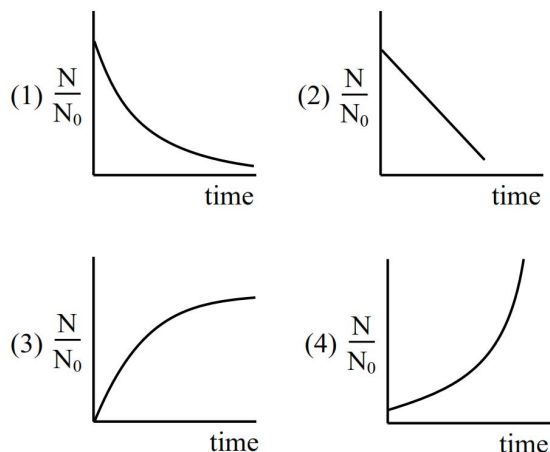 (1) N/N₀
time
(2) N/N₀
time
(3) N/N₀
time
(4) N/N₀
time